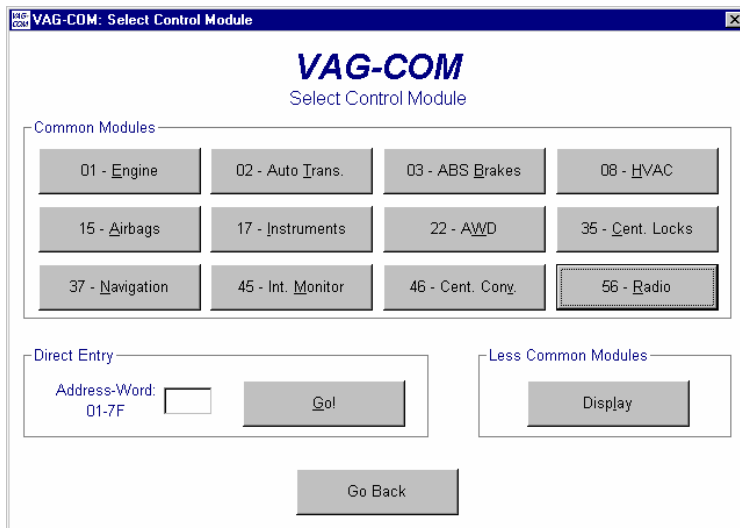 VAG-COM VAG-COM: Select Control Module
VAG-COM
Select Control Module
Common Modules
01 - Engine 02 - Auto Trans. 03 - ABS Brakes 08 - HVAC
15 - Airbags 17 - Instruments 22 - AWD 35 - Cent. Locks
37 - Navigation 45 - Int. Monitor 46 - Cent. Conv. 56 - Radio
Direct Entry Less Common Modules
Address-Word:
01-7F Go! Display
Go Back